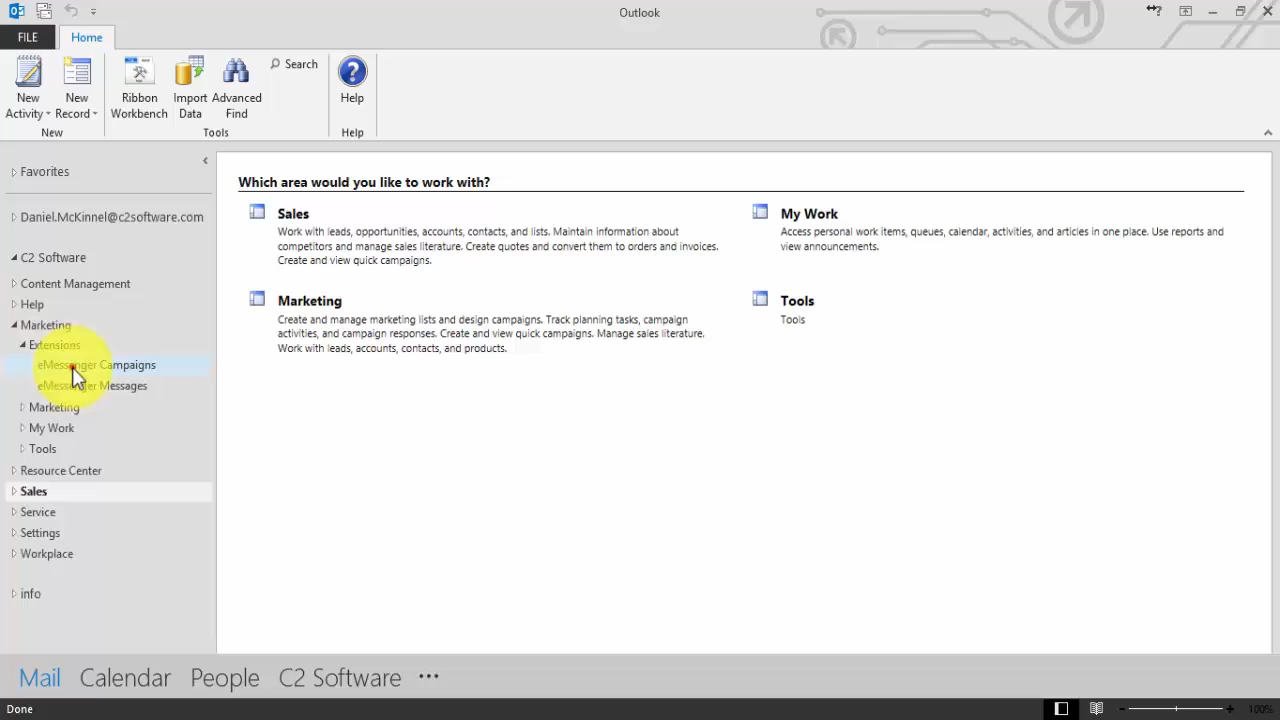 Outlook
FILE
Home
New Activity
New Record
New
Ribbon Workbench
Import Data
Advanced Find
Search
Tools
Help
Help
Favorites
Daniel.McKinnel@c2software.com
C2 Software
Content Management
Help
Marketing
Extensions
eMessenger Campaigns
eMessenger Messages
Marketing
My Work
Tools
Resource Center
Sales
Service
Settings
Workplace
info
Which area would you like to work with?
Sales
Work with leads, opportunities, accounts, contacts, and lists. Maintain information about
competitors and manage sales literature. Create quotes and convert them to orders and invoices.
Create and view quick campaigns.
My Work
Access personal work items, queues, calendar, activities, and articles in one place. Use reports and
view announcements.
Marketing
Create and manage marketing lists and design campaigns. Track planning tasks, campaign
activities, and campaign responses. Create and view quick campaigns. Manage sales literature.
Work with leads, accounts, contacts, and products.
Tools
Tools
Mail Calendar People C2 Software •••
Done
100%